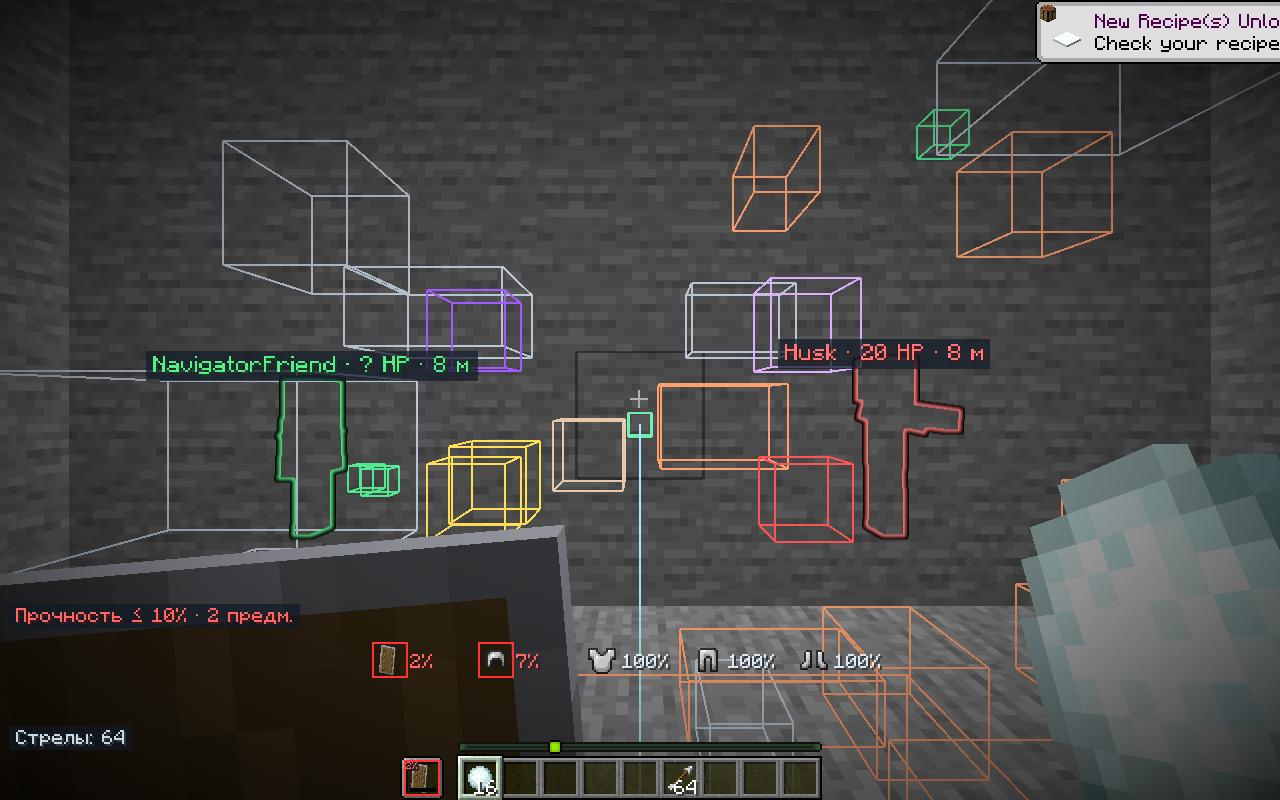 New Recipe(s) Unlo
Check your recipe
Husk · 20 HP · 8 м
NavigatorFriend · ? HP · 8 м
Прочность ≤ 10% · 2 предм.
2%
7%
100%
100%
100%
Стрелы: 64
2%
16
64